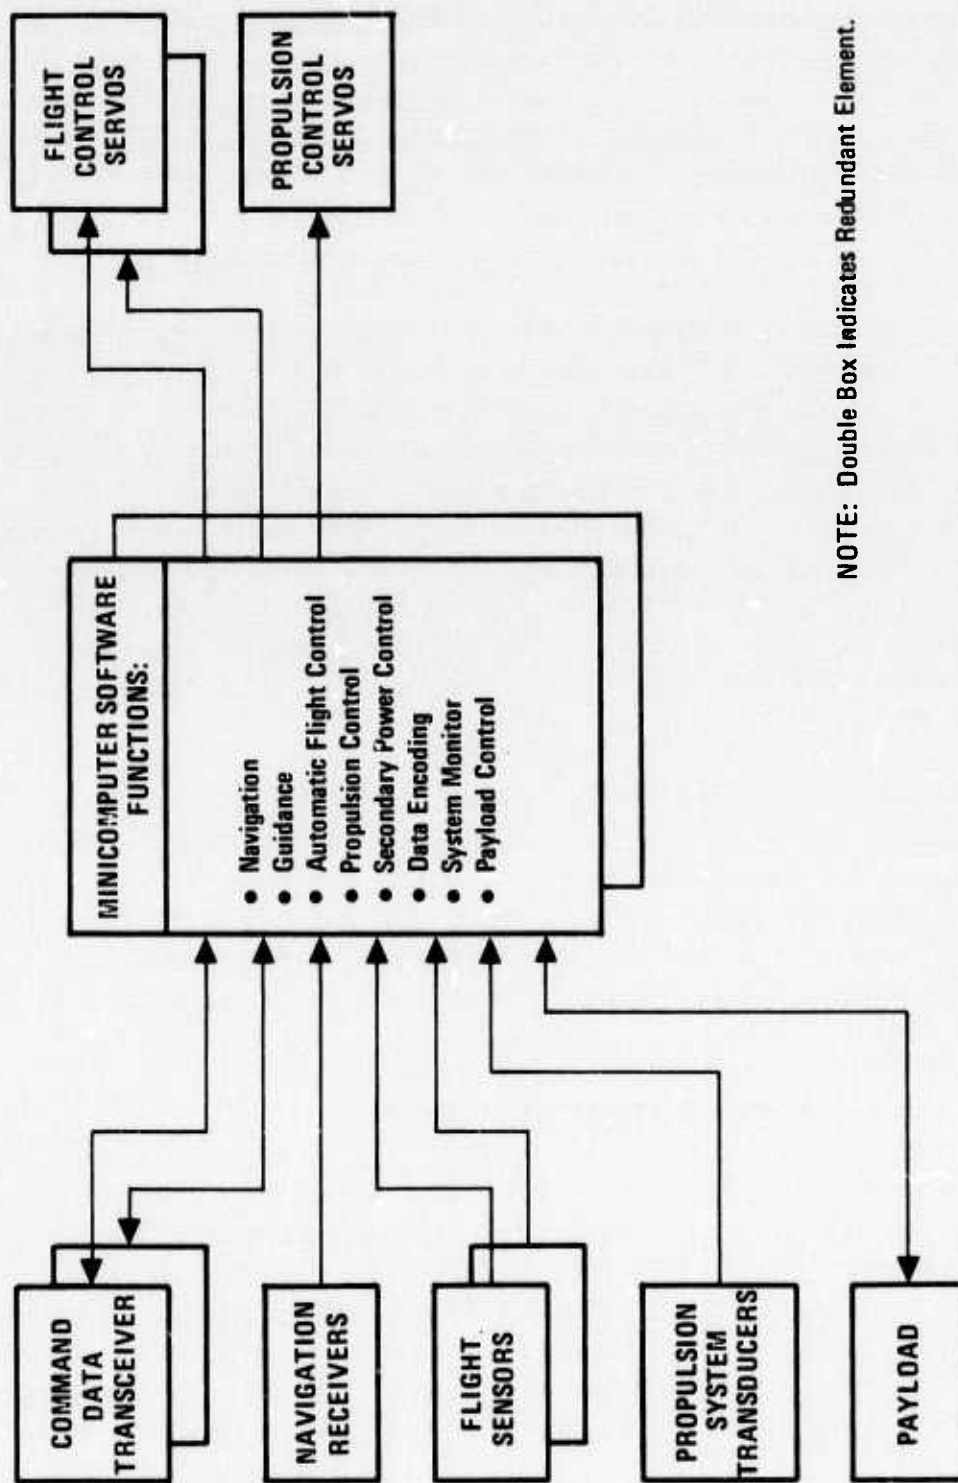 COMMAND
DATA
TRANSCEIVER
NAVIGATION
RECEIVERS
FLIGHT
SENSORS
PROPULSION
SYSTEM
TRANSDUCERS
PAYLOAD
MINICOMPUTER SOFTWARE
FUNCTIONS:
• Navigation
• Guidance
• Automatic Flight Control
• Propulsion Control
• Secondary Power Control
• Data Encoding
• System Monitor
• Payload Control
FLIGHT
CONTROL
SERVOS
PROPULSION
CONTROL
SERVOS
NOTE: Double Box Indicates Redundant Element.